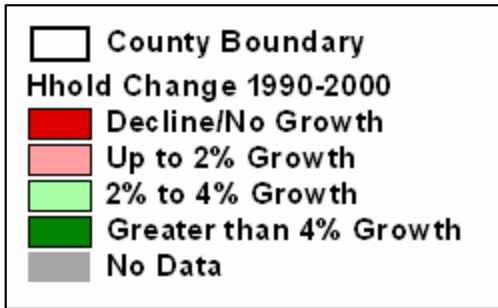 County Boundary
Hhold Change 1990-2000
Decline/No Growth
Up to 2% Growth
2% to 4% Growth
Greater than 4% Growth
No Data